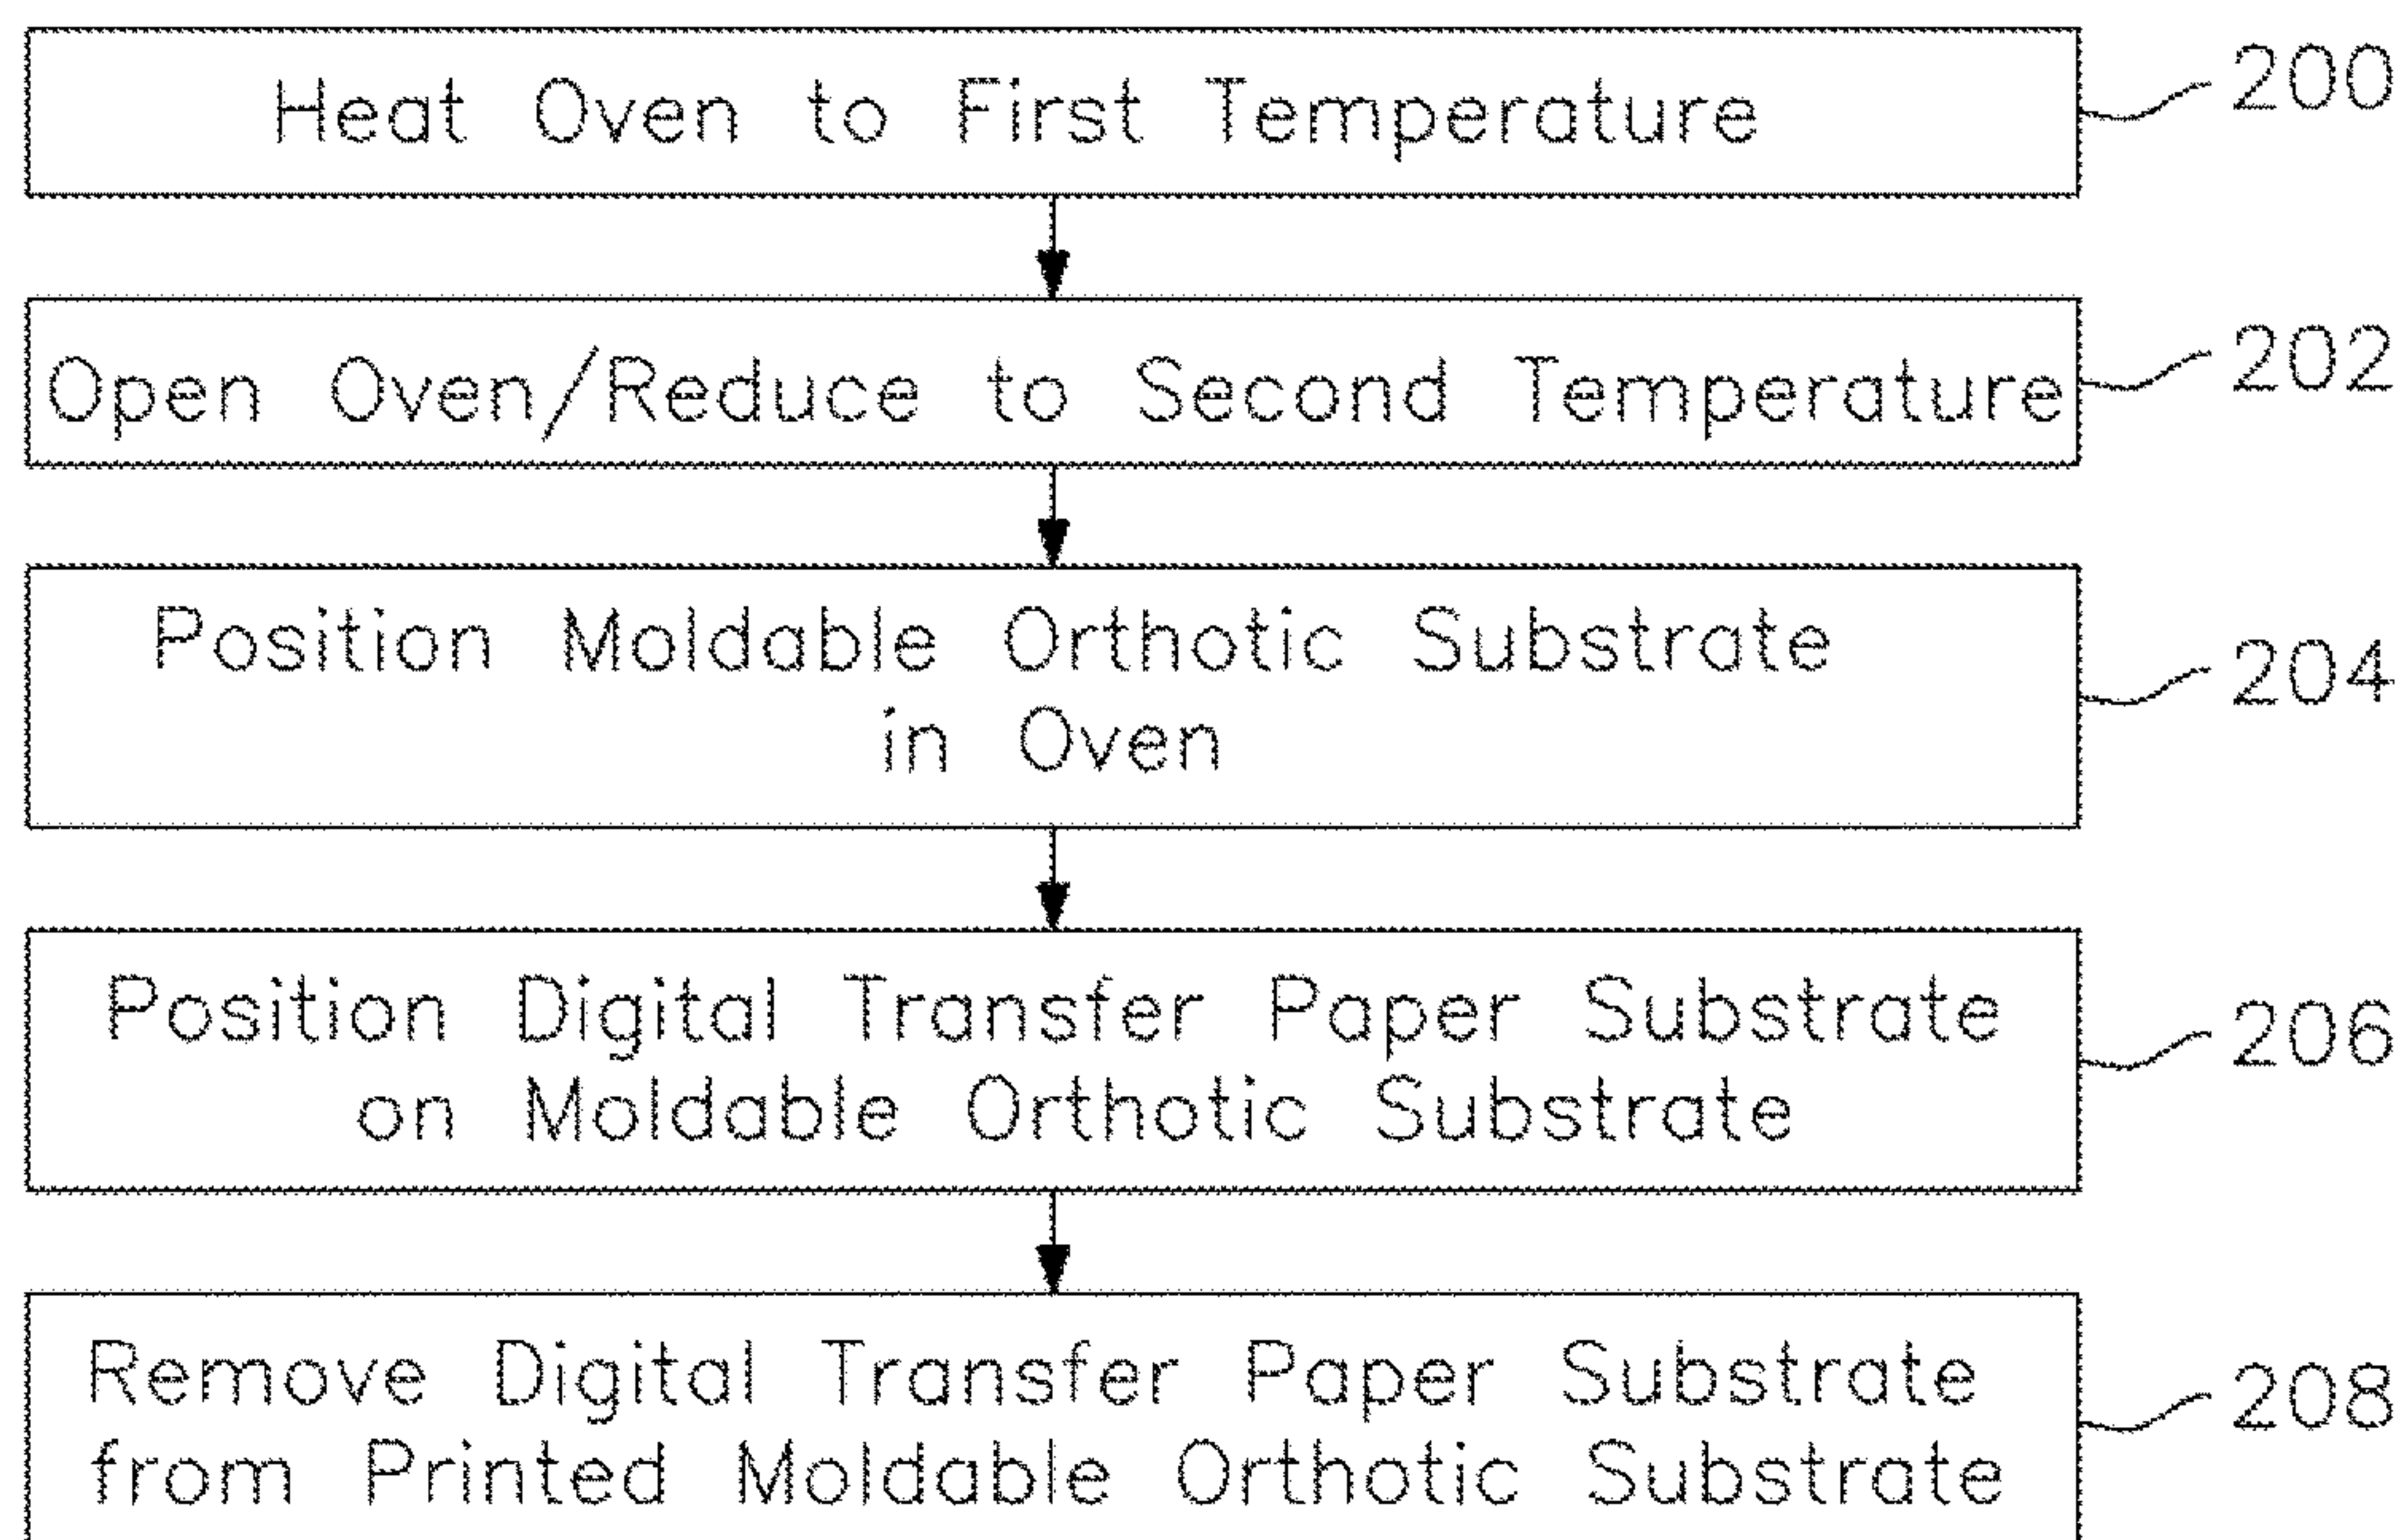 Heat Oven to First Temperature
200
Open Oven/Reduce to Second Temperature
202
Position Moldable Orthotic Substrate
in Oven
204
Position Digital Transfer Paper Substrate
on Moldable Orthotic Substrate
206
Remove Digital Transfer Paper Substrate
from Printed Moldable Orthotic Substrate
208